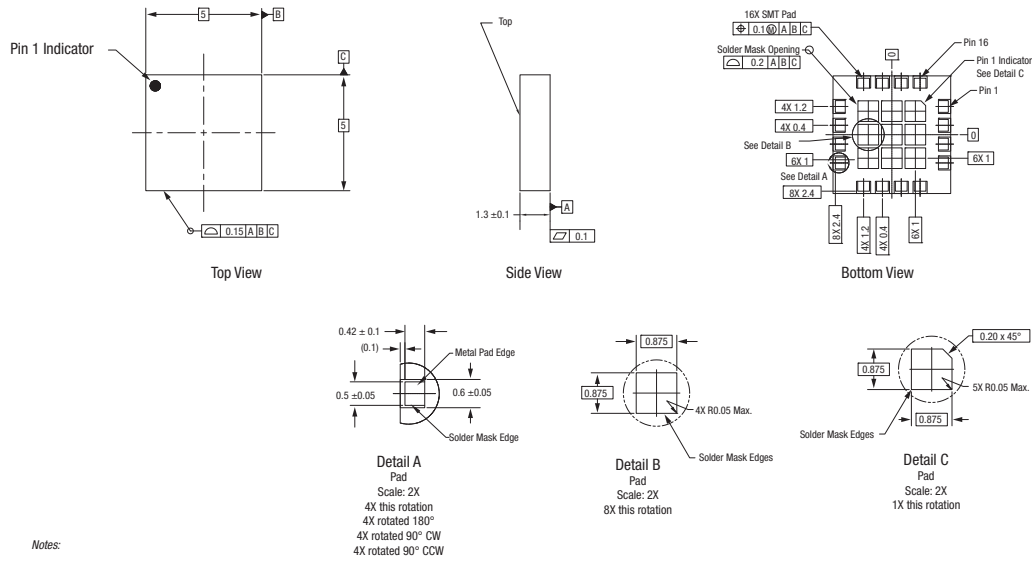 5
B
Pin 1 Indicator
C
5
⌓ 0.15 A B C
Top View
Top
1.3 ±0.1
A
⏥ 0.1
Side View
16X SMT Pad
⌖ 0.1Ⓜ A B C
Solder Mask Opening
⌓ 0.2 A B C
0
Pin 16
Pin 1 Indicator
See Detail C
Pin 1
4X 1.2
4X 0.4
0
See Detail B
6X 1
6X 1
See Detail A
8X 2.4
8X 2.4
4X 1.2
4X 0.4
6X 1
Bottom View
0.42 ± 0.1
(0.1)
Metal Pad Edge
0.5 ±0.05
0.6 ±0.05
Solder Mask Edge
Detail A
Pad
Scale: 2X
4X this rotation
4X rotated 180°
4X rotated 90° CW
4X rotated 90° CCW
0.875
0.875
4X R0.05 Max.
Solder Mask Edges
Detail B
Pad
Scale: 2X
8X this rotation
0.20 x 45°
0.875
5X R0.05 Max.
0.875
Solder Mask Edges
Detail C
Pad
Scale: 2X
1X this rotation
Notes: